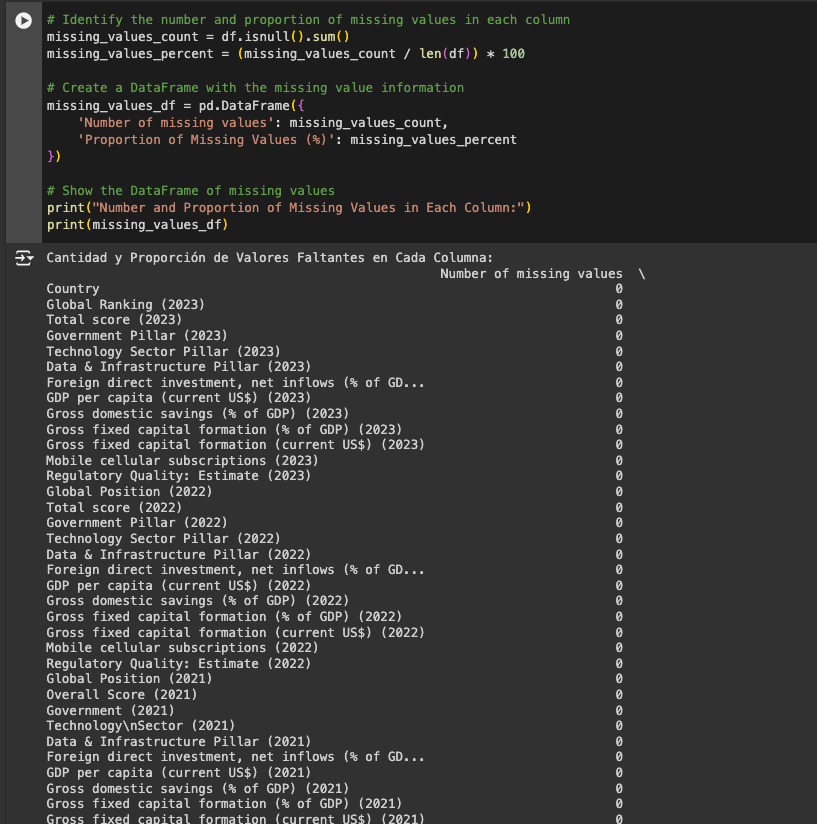 # Identify the number and proportion of missing values in each column
missing_values_count = df.isnull().sum()
missing_values_percent = (missing_values_count / len(df)) * 100
# Create a DataFrame with the missing value information
missing_values_df = pd.DataFrame({
    'Number of missing values': missing_values_count,
    'Proportion of Missing Values (%)': missing_values_percent
})
# Show the DataFrame of missing values
print("Number and Proportion of Missing Values in Each Column:")
print(missing_values_df)
Cantidad y Proporción de Valores Faltantes en Cada Columna:
Number of missing values \
Country 0
Global Ranking (2023) 0
Total score (2023) 0
Government Pillar (2023) 0
Technology Sector Pillar (2023) 0
Data & Infrastructure Pillar (2023) 0
Foreign direct investment, net inflows (% of GD... 0
GDP per capita (current US$) (2023) 0
Gross domestic savings (% of GDP) (2023) 0
Gross fixed capital formation (% of GDP) (2023) 0
Gross fixed capital formation (current US$) (2023) 0
Mobile cellular subscriptions (2023) 0
Regulatory Quality: Estimate (2023) 0
Global Position (2022) 0
Total score (2022) 0
Government Pillar (2022) 0
Technology Sector Pillar (2022) 0
Data & Infrastructure Pillar (2022) 0
Foreign direct investment, net inflows (% of GD... 0
GDP per capita (current US$) (2022) 0
Gross domestic savings (% of GDP) (2022) 0
Gross fixed capital formation (% of GDP) (2022) 0
Gross fixed capital formation (current US$) (2022) 0
Mobile cellular subscriptions (2022) 0
Regulatory Quality: Estimate (2022) 0
Global Position (2021) 0
Overall Score (2021) 0
Government (2021) 0
Technology\nSector (2021) 0
Data & Infrastructure Pillar (2021) 0
Foreign direct investment, net inflows (% of GD... 0
GDP per capita (current US$) (2021) 0
Gross domestic savings (% of GDP) (2021) 0
Gross fixed capital formation (% of GDP) (2021) 0
Gross fixed capital formation (current US$) (2021) 0